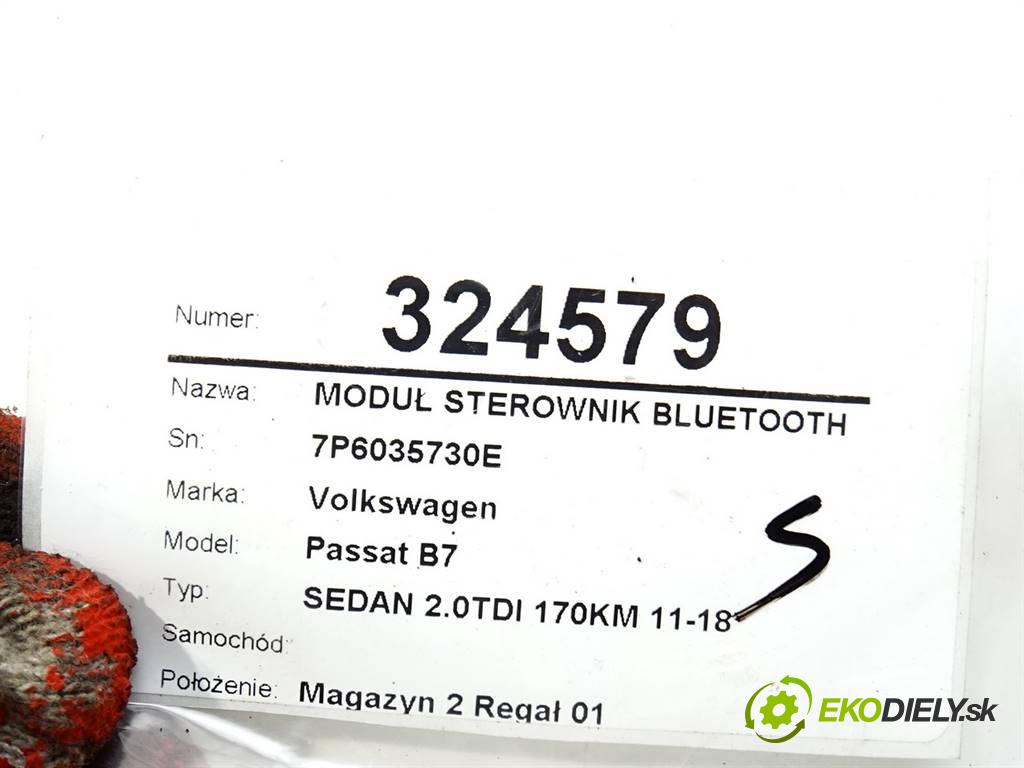 Numer: 324579
Nazwa: MODUŁ STEROWNIK BLUETOOTH
Sn: 7P6035730E
Marka: Volkswagen
Model: Passat B7
Typ: SEDAN 2.0TDI 170KM 11-18
S
Samochód:
Położenie: Magazyn 2 Regał 01
EKODIELY.sk